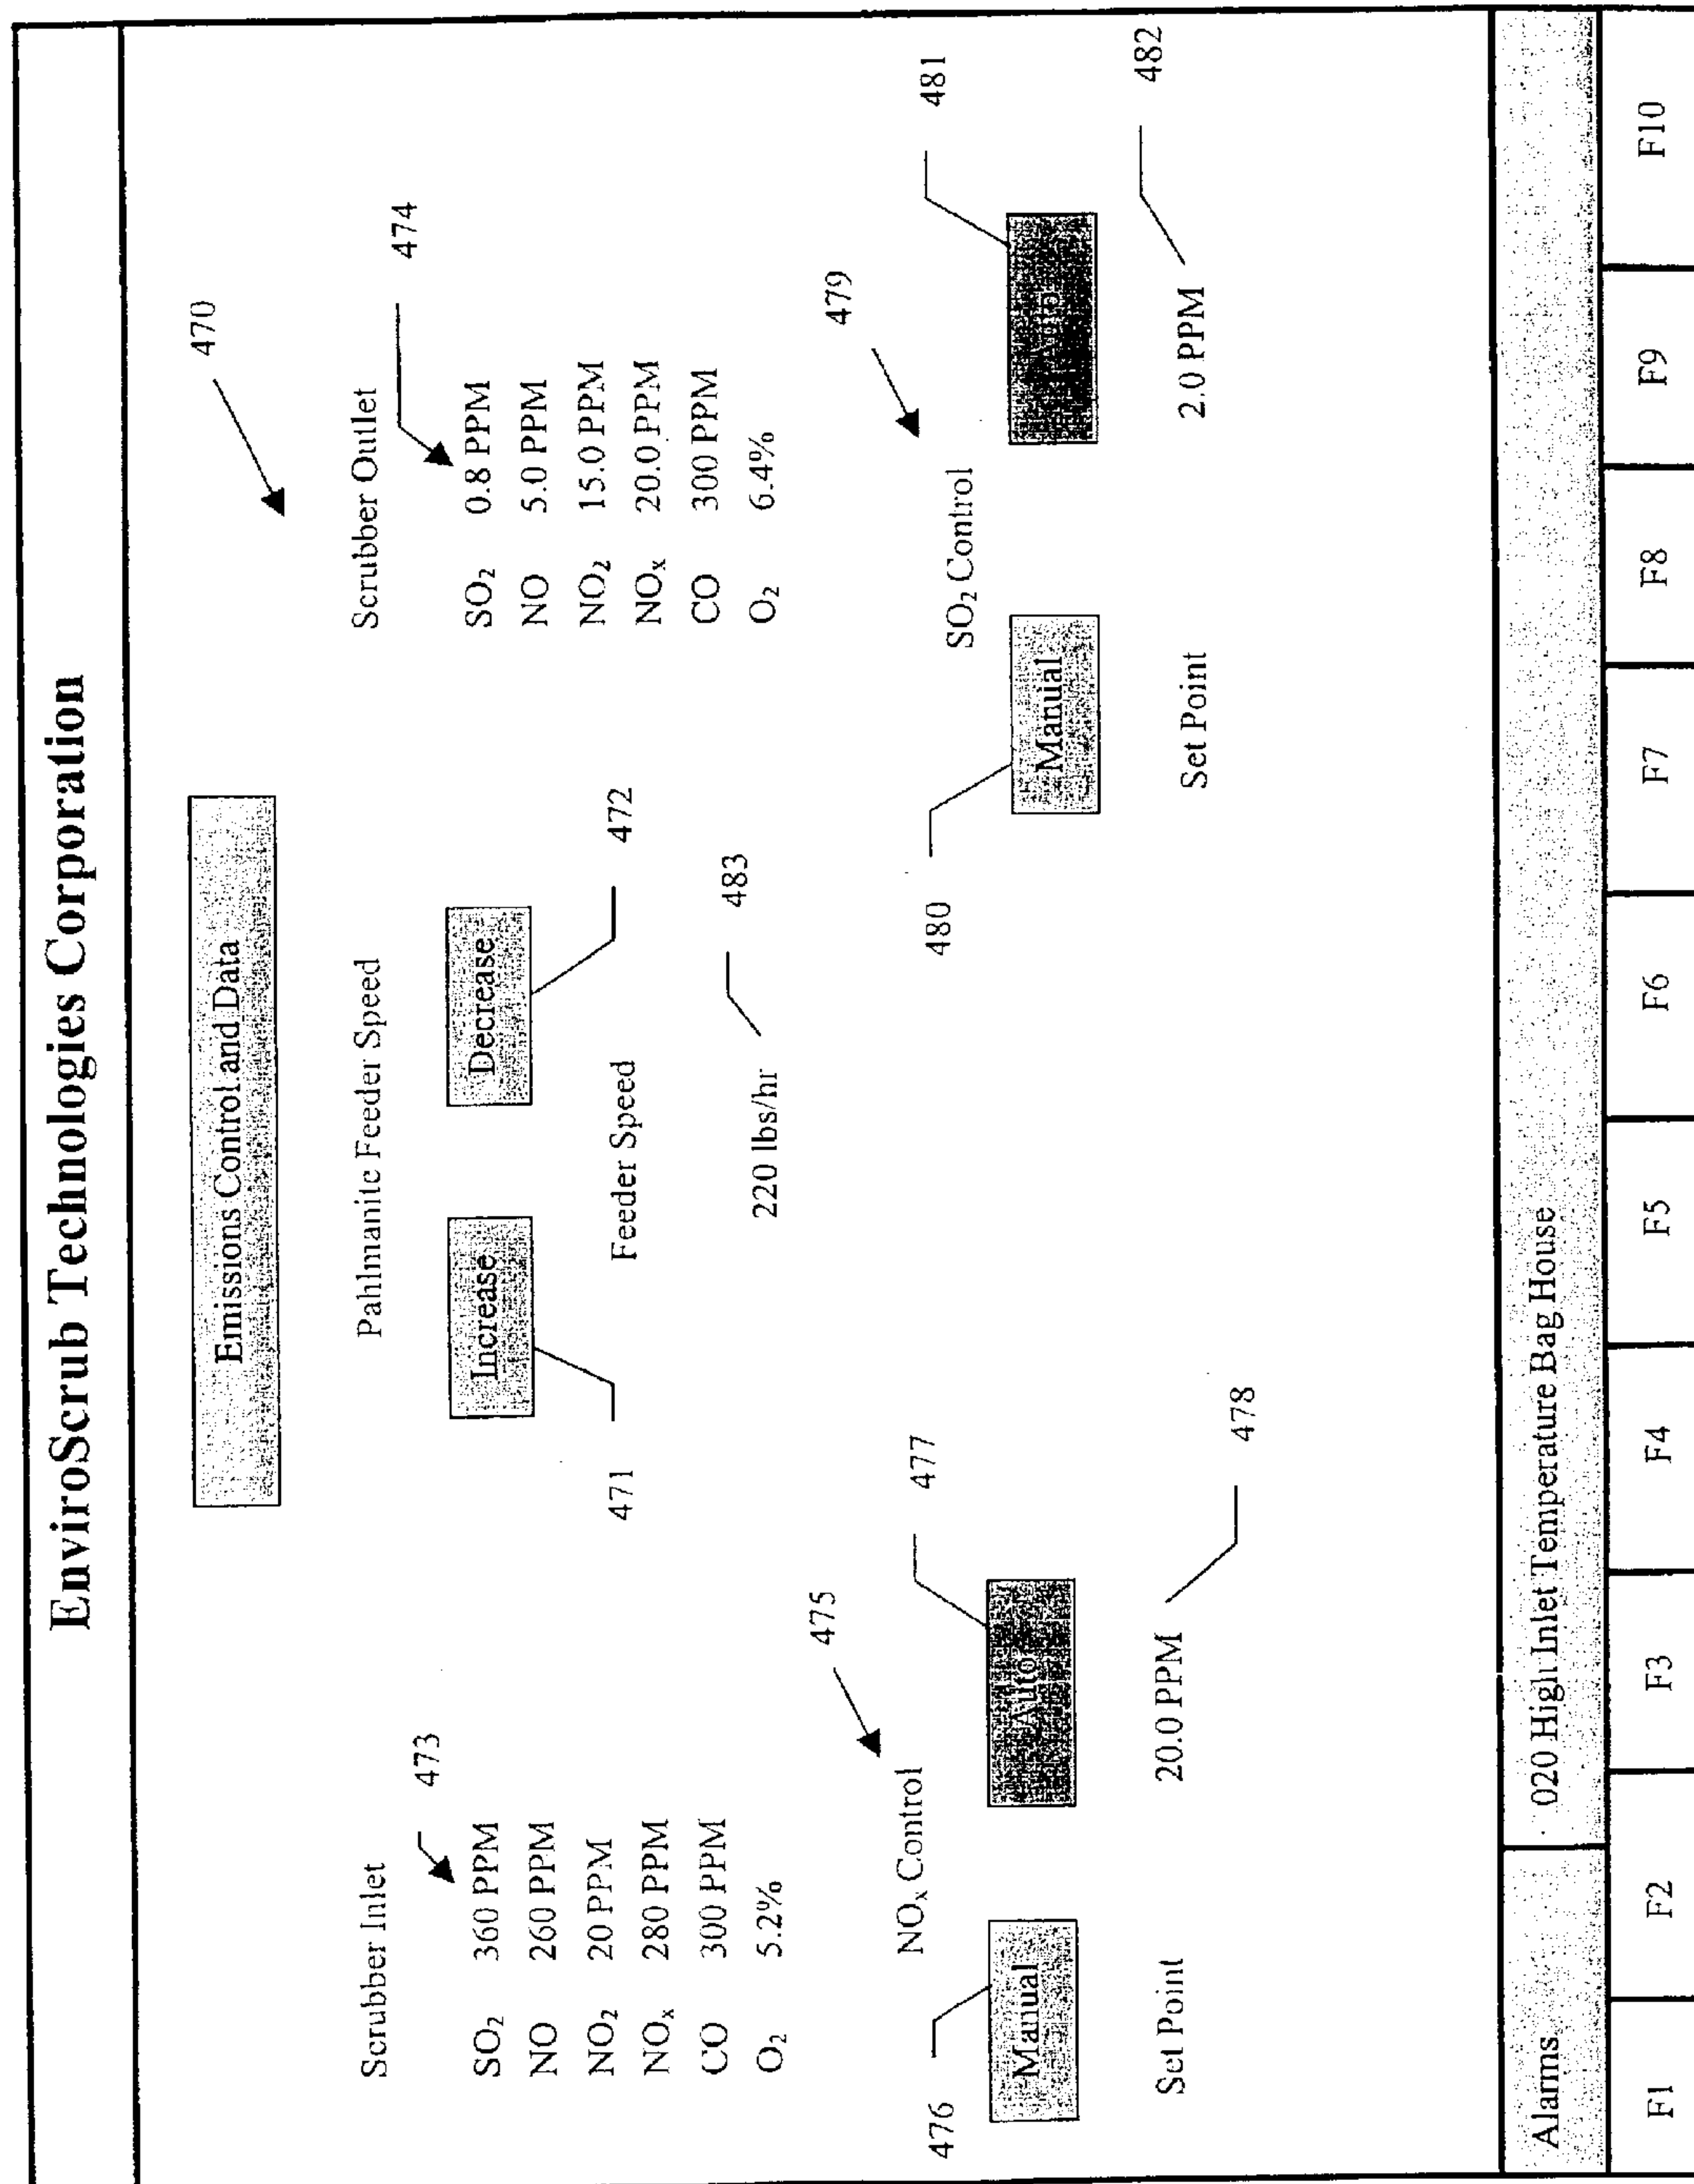 EnviroScrub Technologies Corporation
Emissions Control and Data
470
Scrubber Inlet
473
SO₂ 360 PPM
NO 260 PPM
NO₂ 20 PPM
NOₓ 280 PPM
CO 300 PPM
O₂ 5.2%
Pahlmanite Feeder Speed
Increase
Decrease
471
Feeder Speed
472
220 lbs/hr
483
Scrubber Outlet
474
SO₂ 0.8 PPM
NO 5.0 PPM
NO₂ 15.0 PPM
NOₓ 20.0 PPM
CO 300 PPM
O₂ 6.4%
475
NOₓ Control
476
477
Manual
Auto
Set Point
20.0 PPM
478
479
SO₂ Control
480
481
Manual
Auto
Set Point
2.0 PPM
482
Alarms
020 High Inlet Temperature Bag House
F1 F2 F3 F4 F5 F6 F7 F8 F9 F10